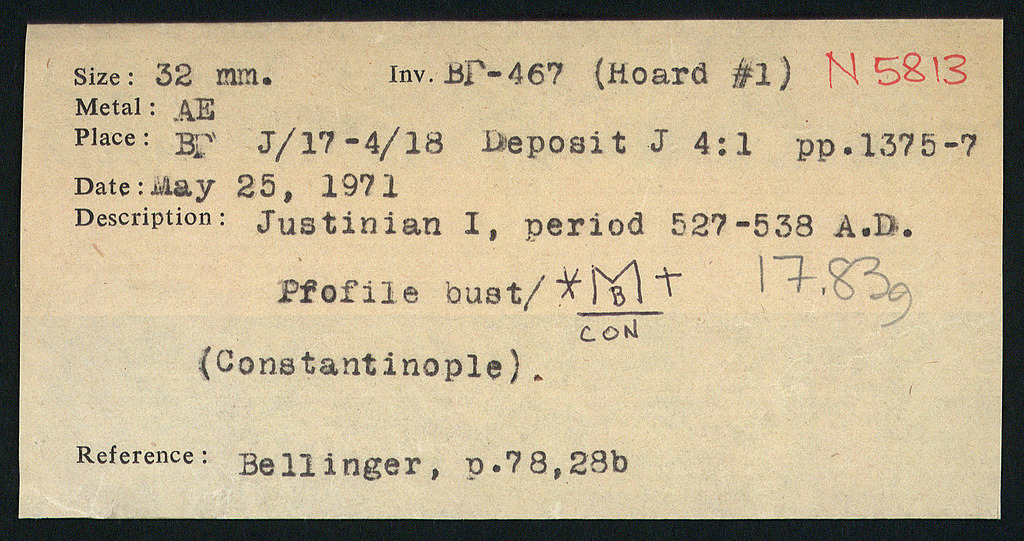 Size: 32 mm. Inv. ΒΓ-467 (Hoard #1) N 5813
Metal: AE
Place: ΒΓ J/17-4/18 Deposit J 4:1 pp.1375-7
Date: May 25, 1971
Description: Justinian I, period 527-538 A.D.
Profile bust/ * M + 17.83g
B
CON
(Constantinople).
Reference: Bellinger, p.78,28b